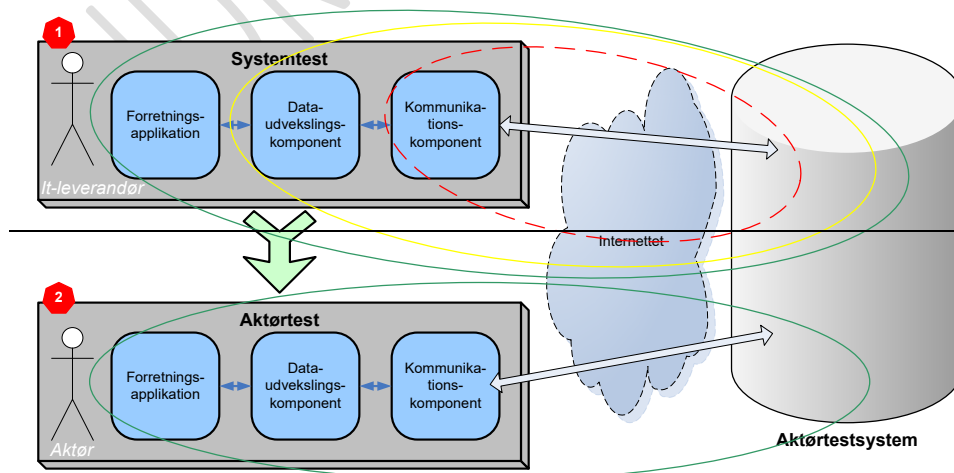 1
Systemtest
Forretnings-
applikation
Data-
udvekslings-
komponent
Kommunika-
tions-
komponent
It-leverandør
Internettet
2
Aktørtest
Forretnings-
applikation
Data-
udvekslings-
komponent
Kommunika-
tions-
komponent
Aktør
Aktørtestsystem